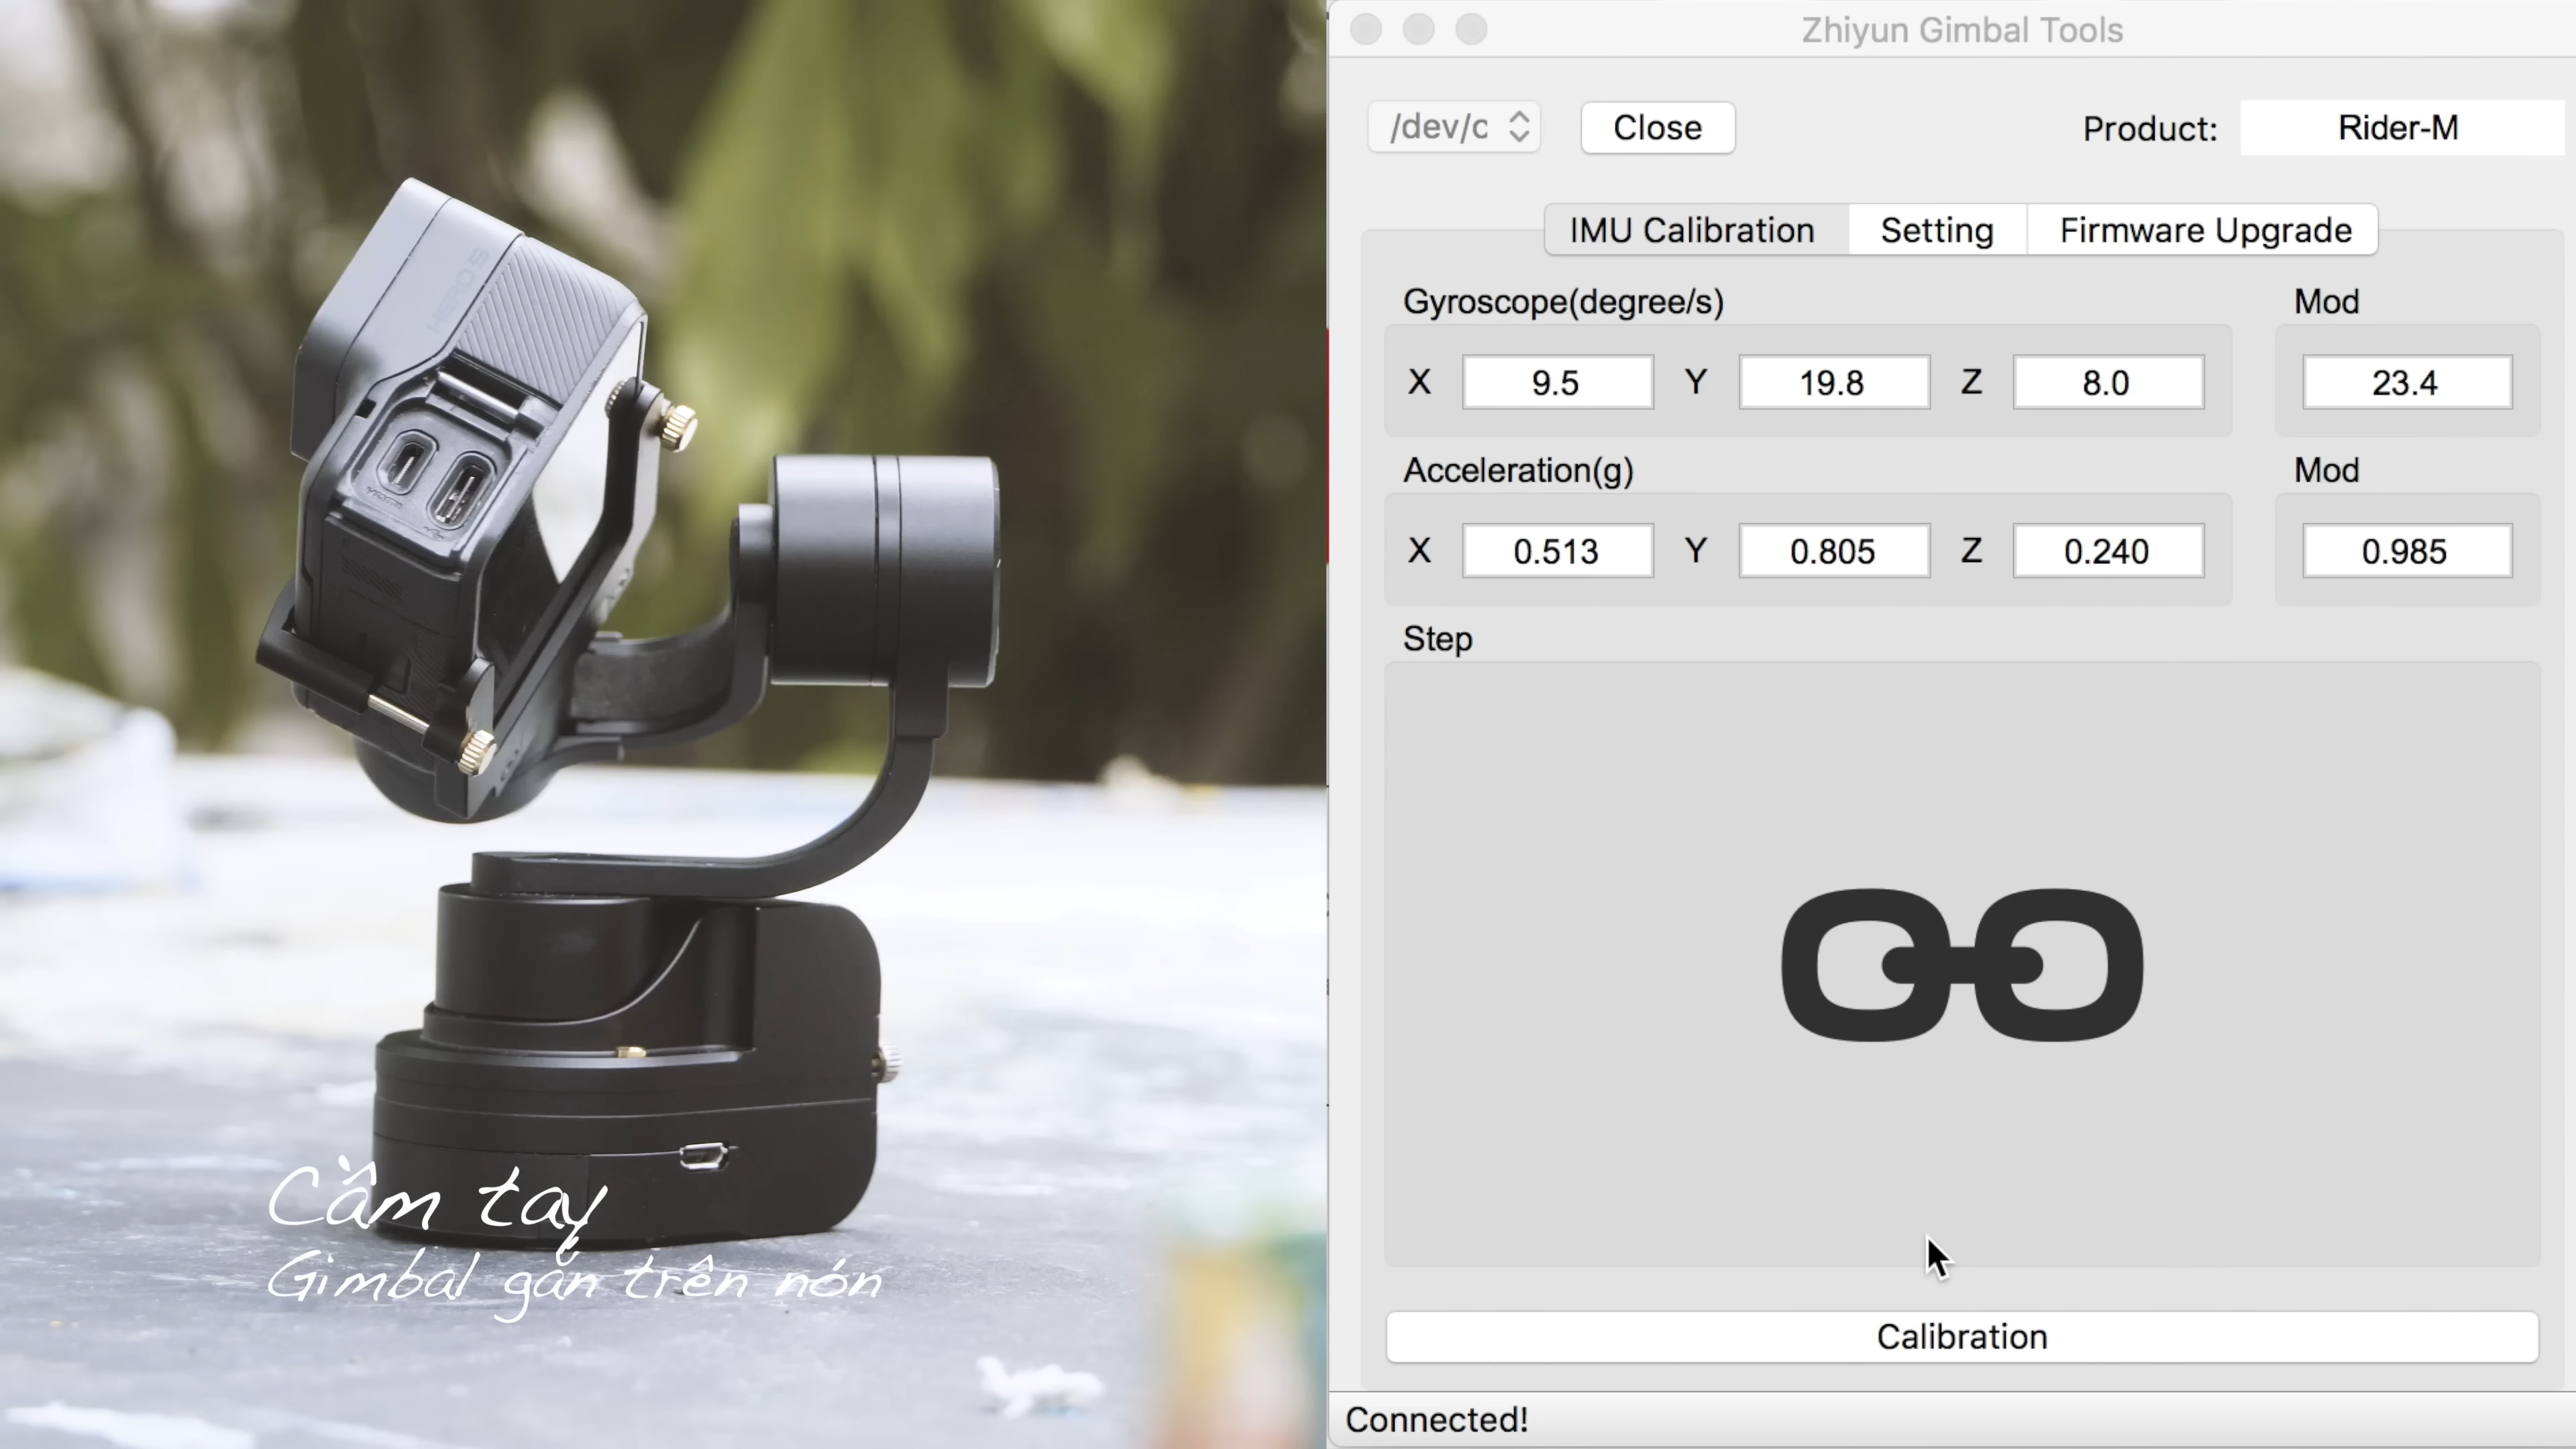 HERO5
Cầm tay
Gimbal gắn trên nón
Zhiyun Gimbal Tools
/dev/c
Close
Product:
Rider-M
IMU Calibration
Setting
Firmware Upgrade
Gyroscope(degree/s)
Mod
X 9.5 Y 19.8 Z 8.0
23.4
Acceleration(g)
Mod
X 0.513 Y 0.805 Z 0.240
0.985
Step
Calibration
Connected!